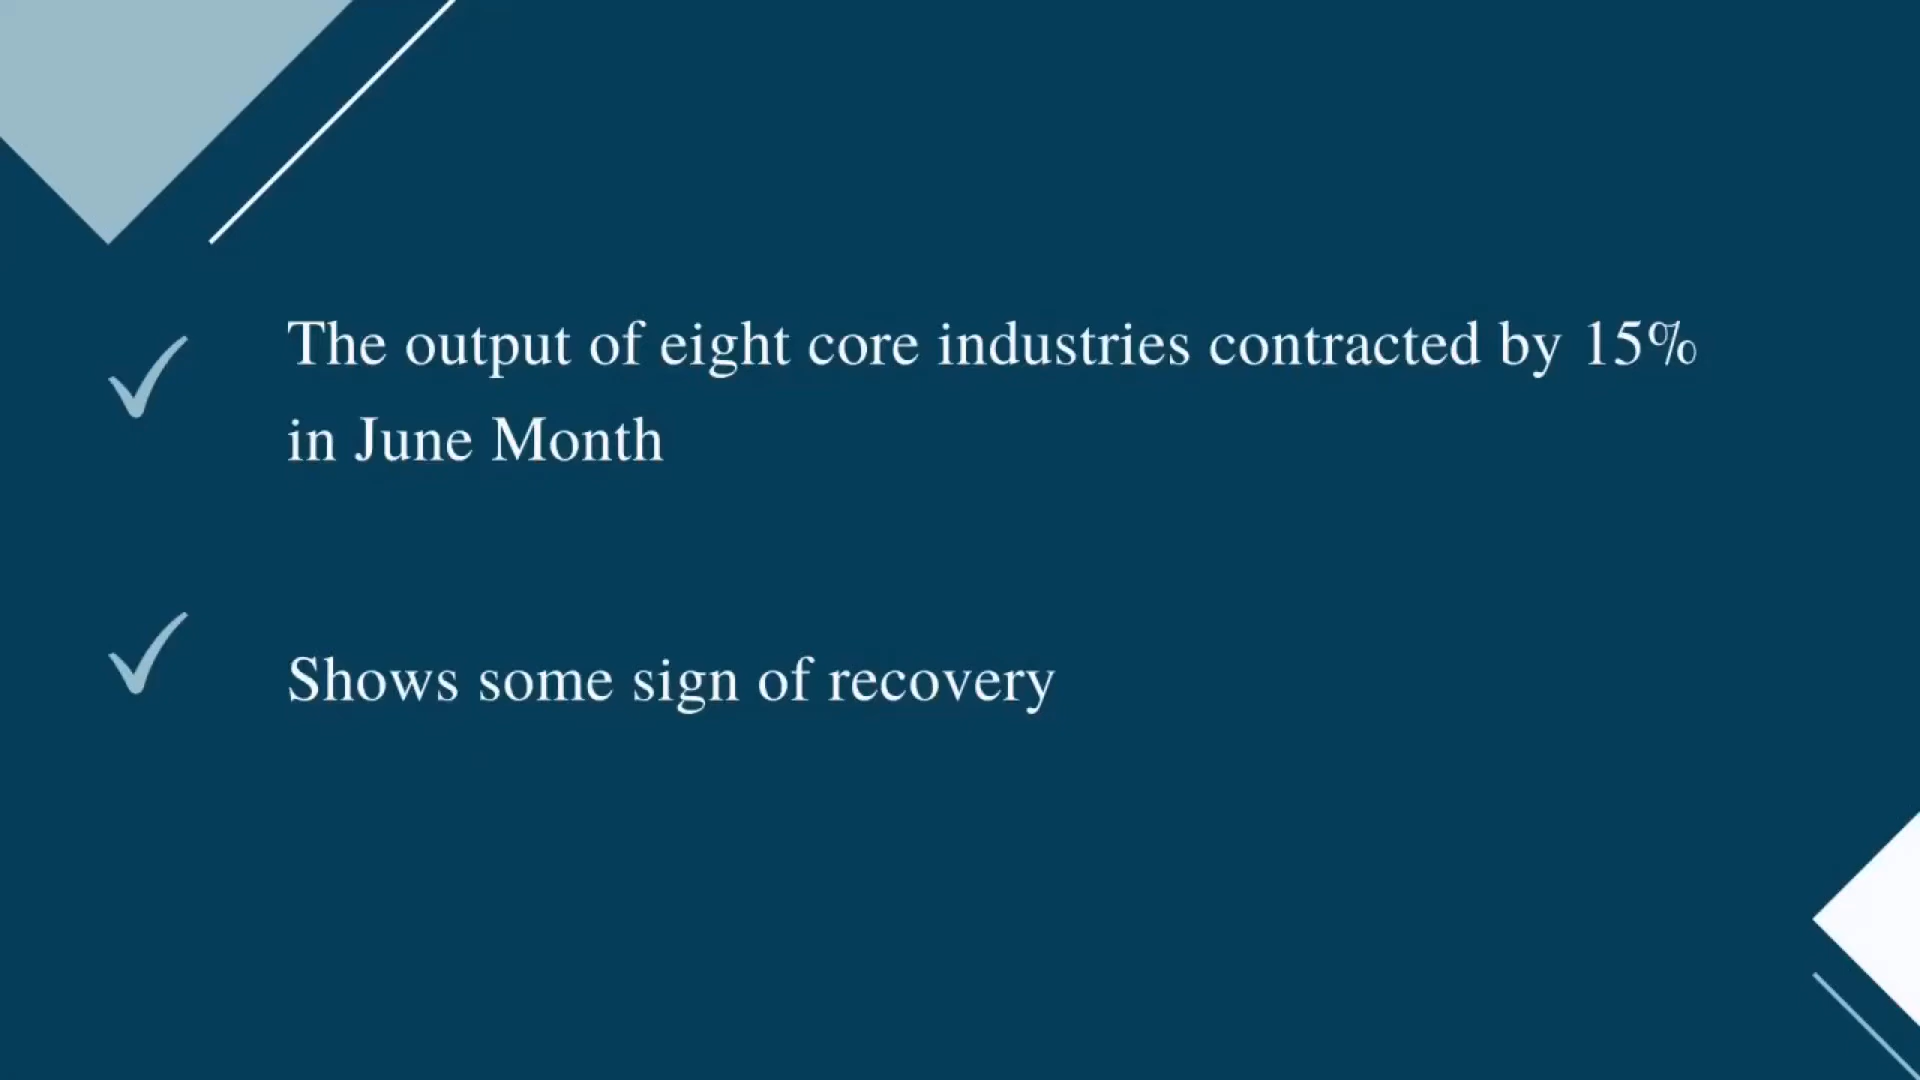 The output of eight core industries contracted by 15%
in June Month
Shows some sign of recovery